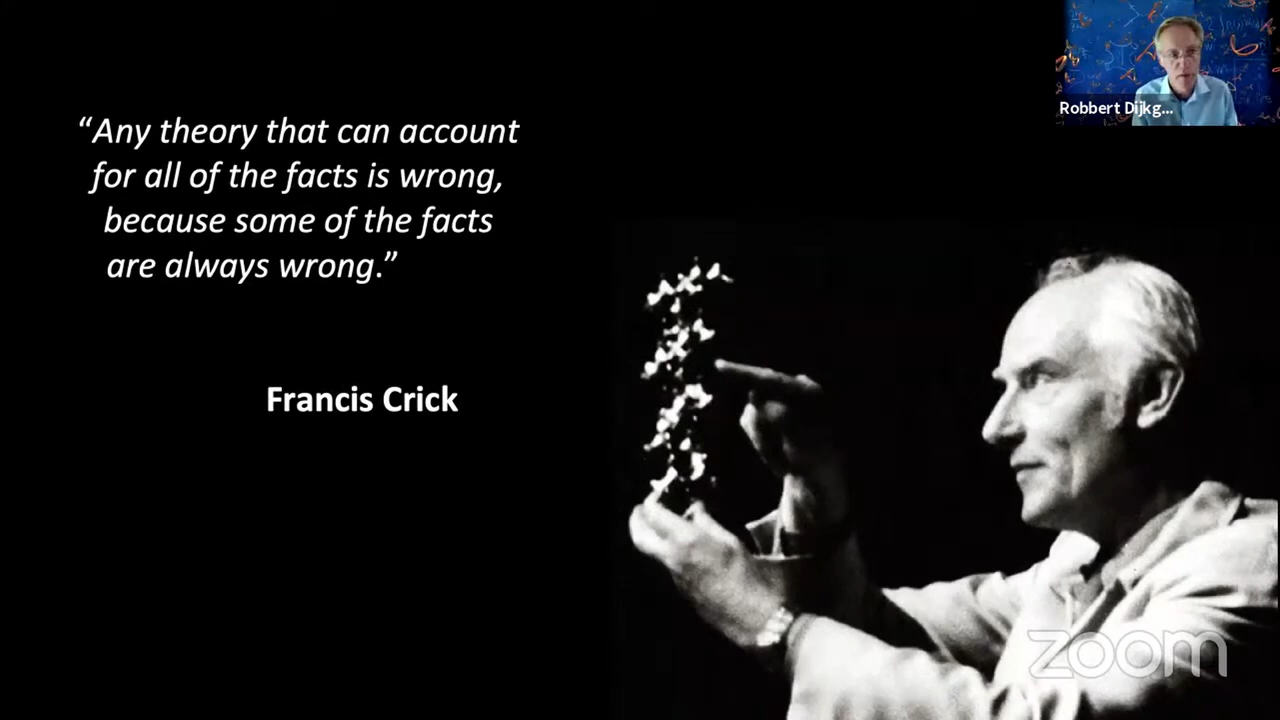 Robbert Dijkg...
“Any theory that can account
for all of the facts is wrong,
because some of the facts
are always wrong.”
Francis Crick
zoom